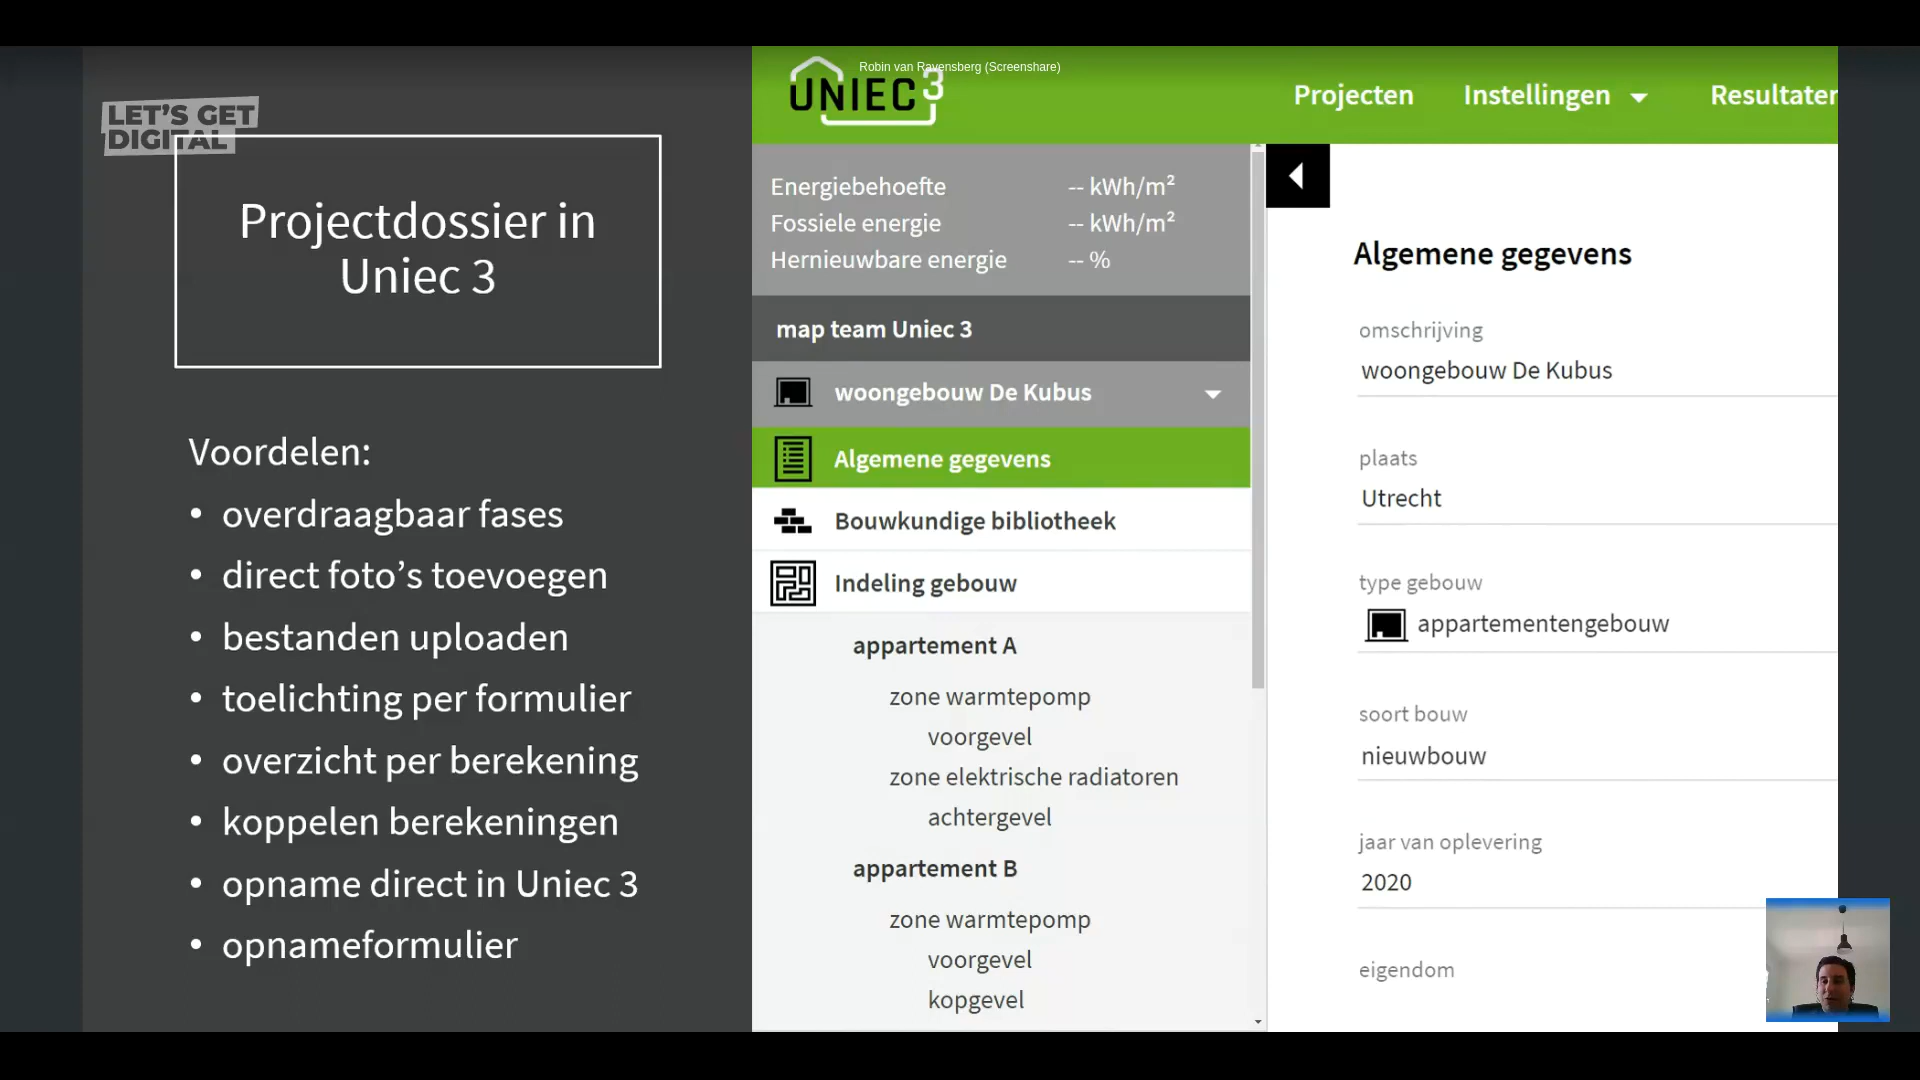 LET'S GET
DIGITAL
Projectdossier in
Uniec 3
Voordelen:
• overdraagbaar fases
• direct foto’s toevoegen
• bestanden uploaden
• toelichting per formulier
• overzicht per berekening
• koppelen berekeningen
• opname direct in Uniec 3
• opnameformulier
Robin van Ravensberg (Screenshare)
UNIEC 3
Projecten
Instellingen
Resultaten
Energiebehoefte -- kWh/m²
Fossiele energie -- kWh/m²
Hernieuwbare energie -- %
map team Uniec 3
woongebouw De Kubus
Algemene gegevens
Bouwkundige bibliotheek
Indeling gebouw
appartement A
zone warmtepomp
voorgevel
zone elektrische radiatoren
achtergevel
appartement B
zone warmtepomp
voorgevel
kopgevel
Algemene gegevens
omschrijving
woongebouw De Kubus
plaats
Utrecht
type gebouw
appartementengebouw
soort bouw
nieuwbouw
jaar van oplevering
2020
eigendom